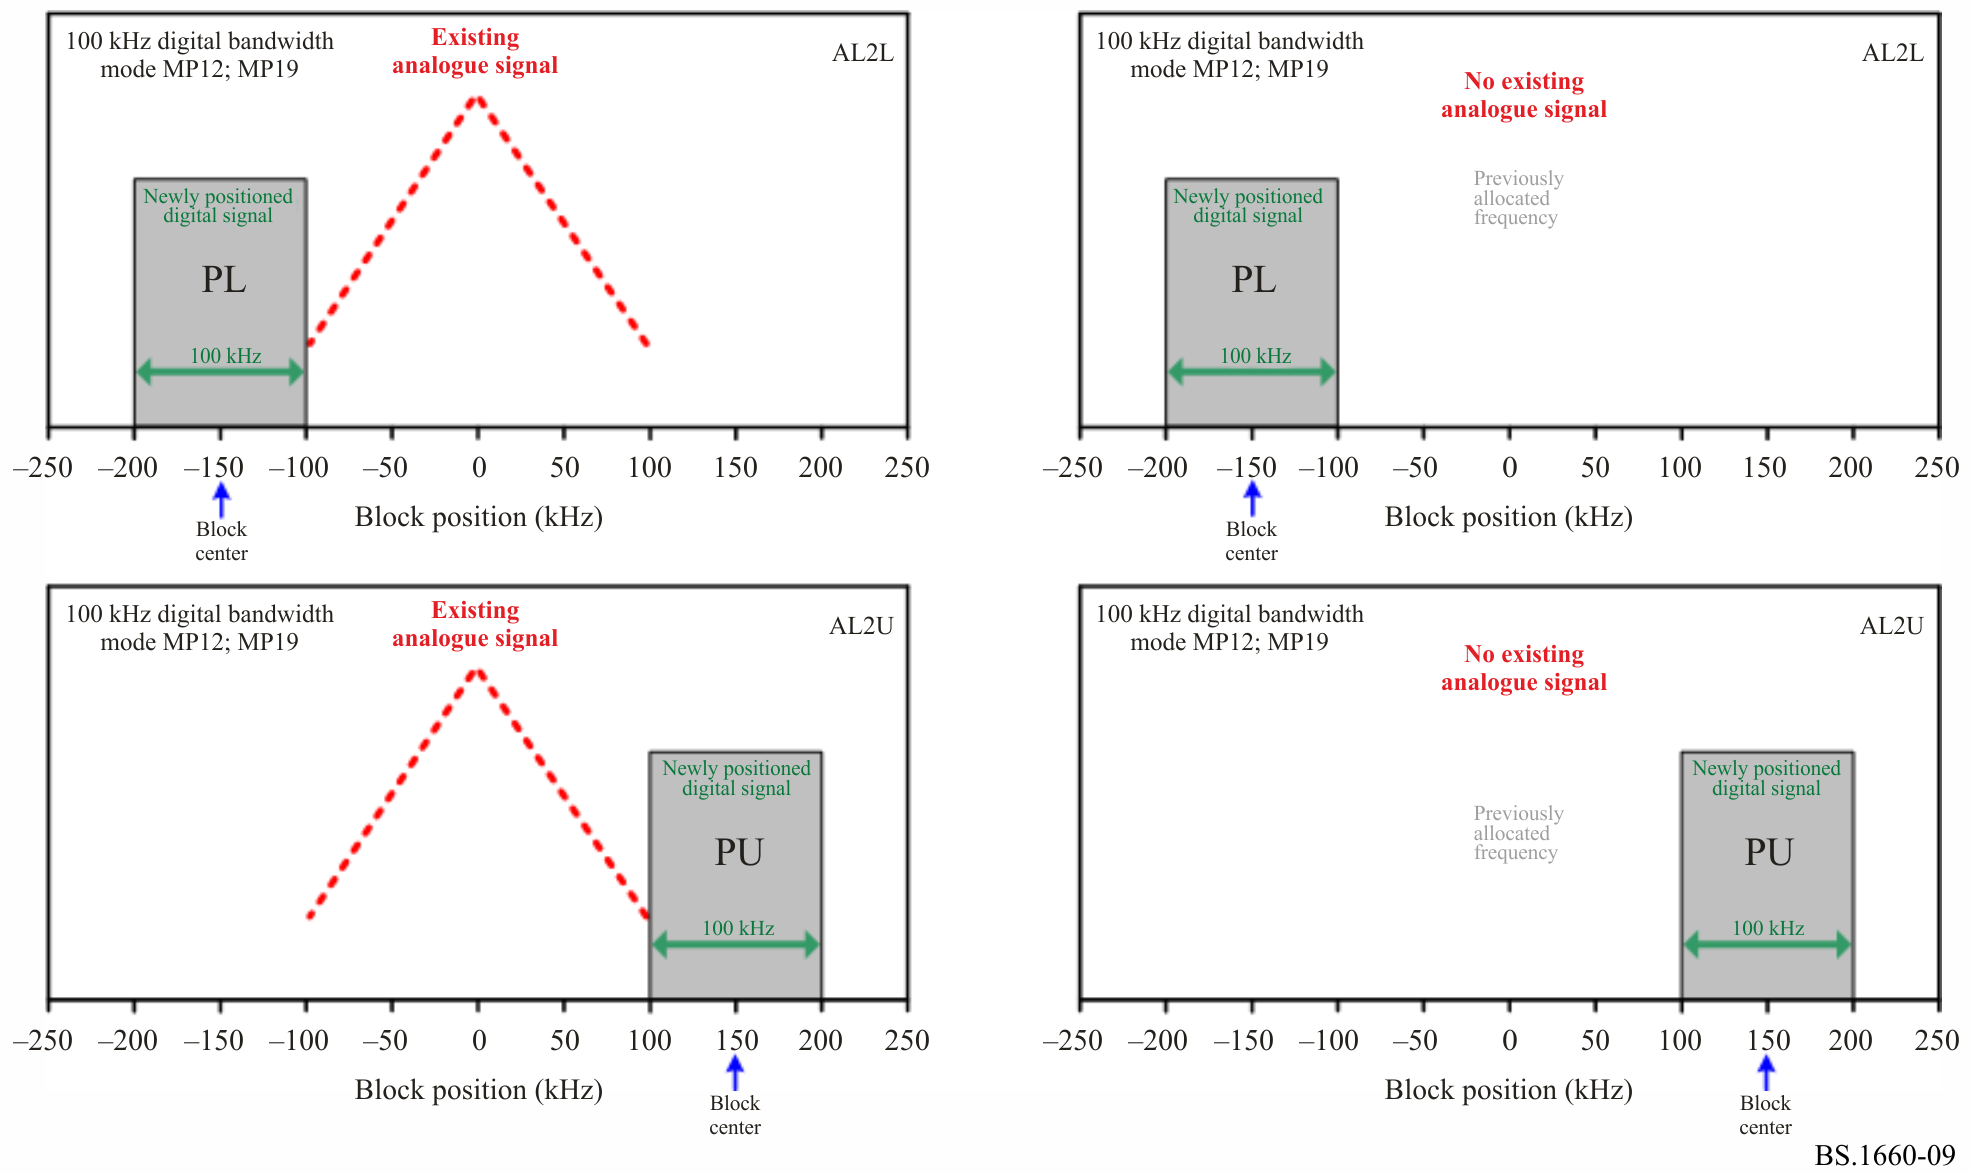 100 kHz digital bandwidth
mode MP12; MP19
Existing
analogue signal
AL2L
Newly positioned
digital signal
PL
100 kHz
–250 –200 –150 –100 –50 0 50 100 150 200 250
Block position (kHz)
Block
center
100 kHz digital bandwidth
mode MP12; MP19
No existing
analogue signal
AL2L
Previously
allocated
frequency
Newly positioned
digital signal
PL
100 kHz
–250 –200 –150 –100 –50 0 50 100 150 200 250
Block position (kHz)
Block
center
100 kHz digital bandwidth
mode MP12; MP19
Existing
analogue signal
AL2U
Newly positioned
digital signal
PU
100 kHz
–250 –200 –150 –100 –50 0 50 100 150 200 250
Block position (kHz)
Block
center
100 kHz digital bandwidth
mode MP12; MP19
No existing
analogue signal
AL2U
Previously
allocated
frequency
Newly positioned
digital signal
PU
100 kHz
–250 –200 –150 –100 –50 0 50 100 150 200 250
Block position (kHz)
Block
center
BS.1660-09